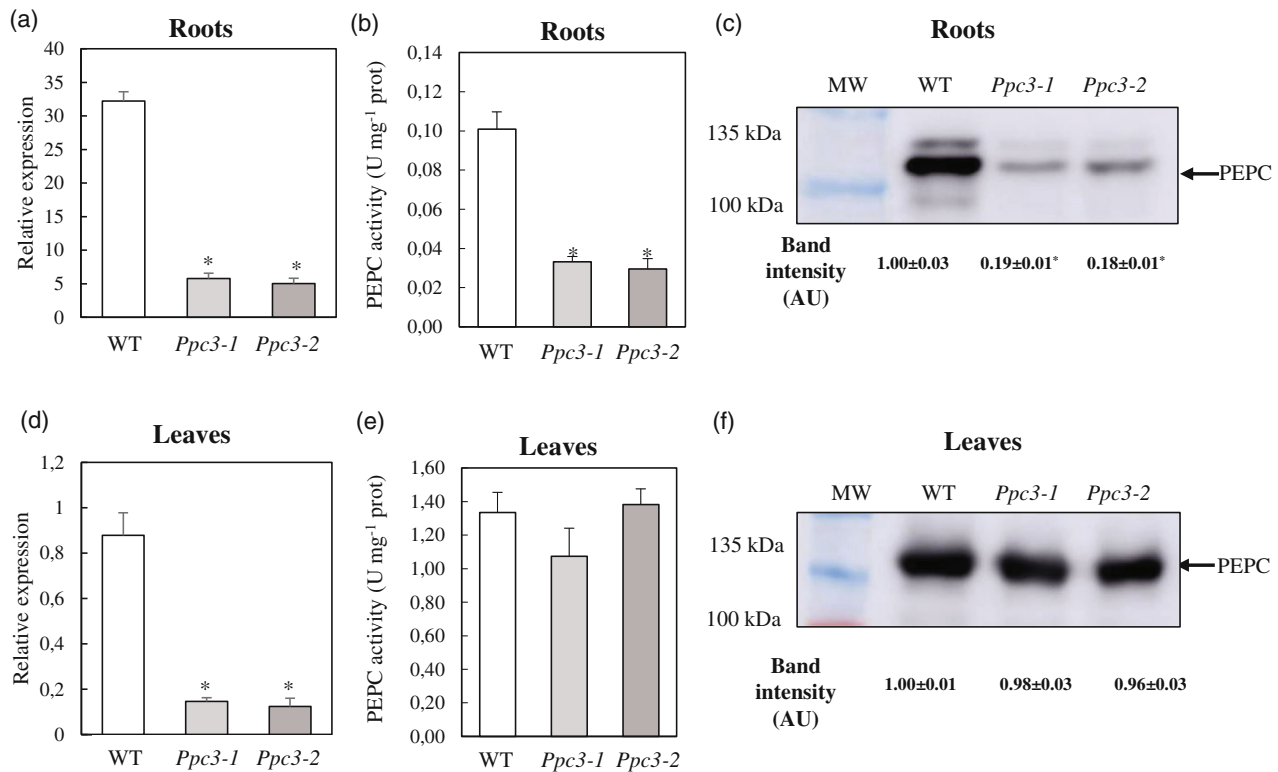 (a)
Roots
Relative expression
40
35
30
25
20
15
10
5
0
*
*
WT
Ppc3-1
Ppc3-2
(b)
Roots
PEPC activity (U mg⁻¹ prot)
0,14
0,12
0,10
0,08
0,06
0,04
0,02
0,00
*
*
WT
Ppc3-1
Ppc3-2
(c)
Roots
MW WT Ppc3-1 Ppc3-2
135 kDa
PEPC
100 kDa
Band
intensity
(AU)
1.00±0.03 0.19±0.01* 0.18±0.01*
(d)
Leaves
Relative expression
1,2
1
0,8
0,6
0,4
0,2
0
*
*
WT
Ppc3-1
Ppc3-2
(e)
Leaves
PEPC activity (U mg⁻¹ prot)
1,60
1,40
1,20
1,00
0,80
0,60
0,40
0,20
0,00
WT
Ppc3-1
Ppc3-2
(f)
Leaves
MW WT Ppc3-1 Ppc3-2
135 kDa
PEPC
100 kDa
Band
intensity
(AU)
1.00±0.01 0.98±0.03 0.96±0.03